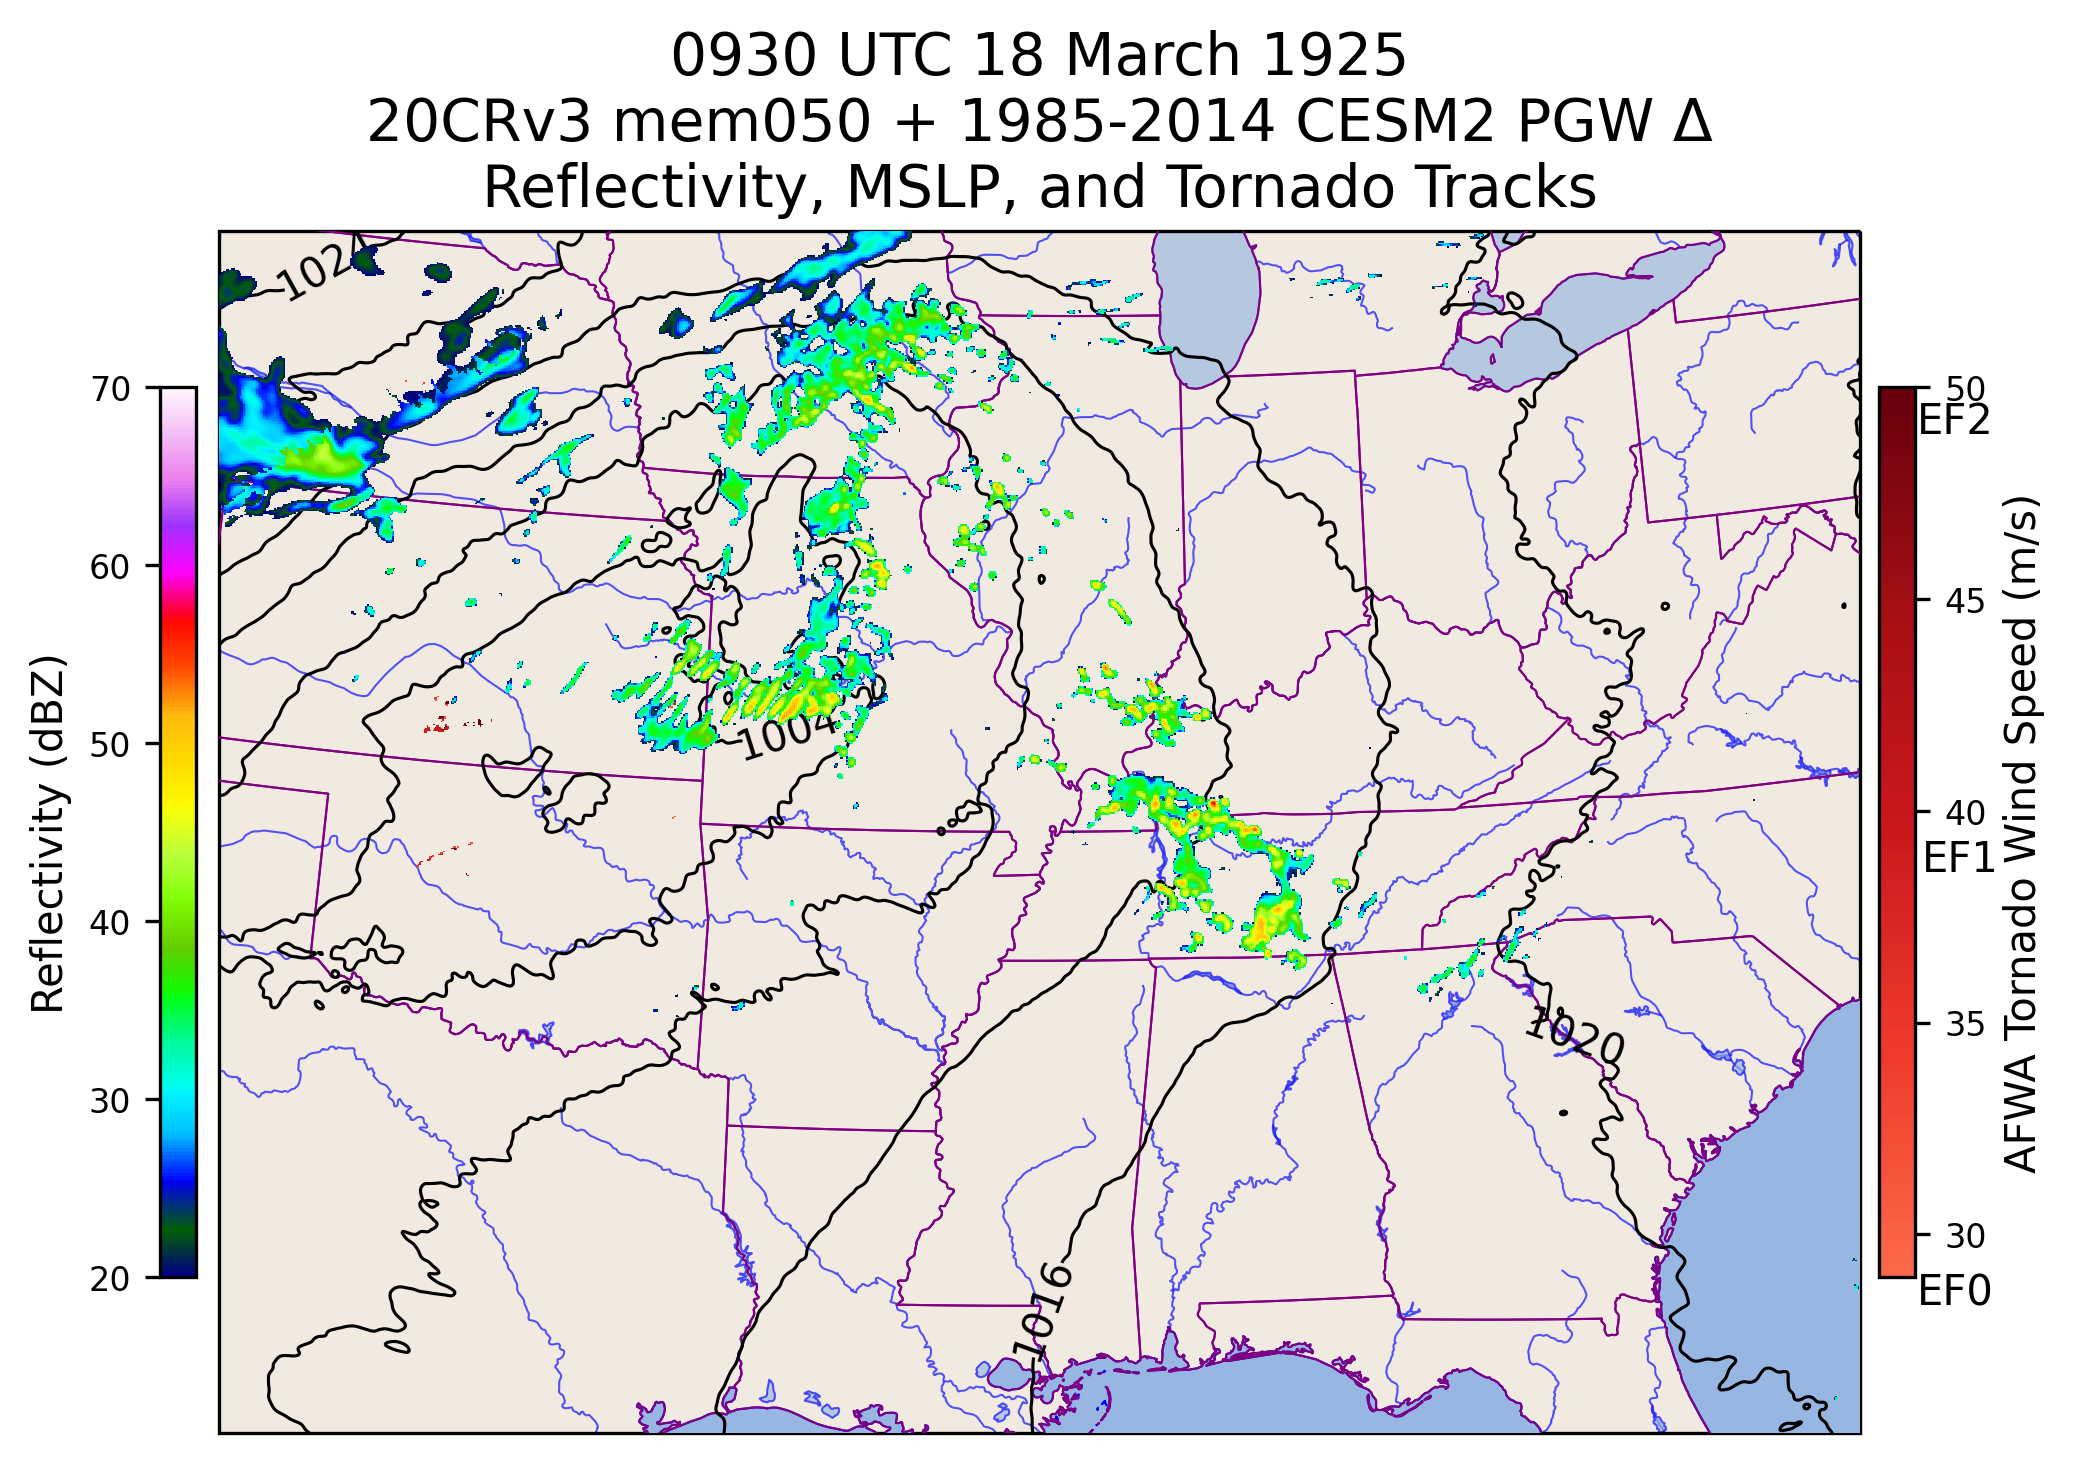 0930 UTC 18 March 1925
20CRv3 mem050 + 1985-2014 CESM2 PGW Δ
Reflectivity, MSLP, and Tornado Tracks
Reflectivity (dBZ)
70
60
50
40
30
20
1024
1004
1020
1016
50
EF2
45
40
EF1
35
30
EF0
AFWA Tornado Wind Speed (m/s)